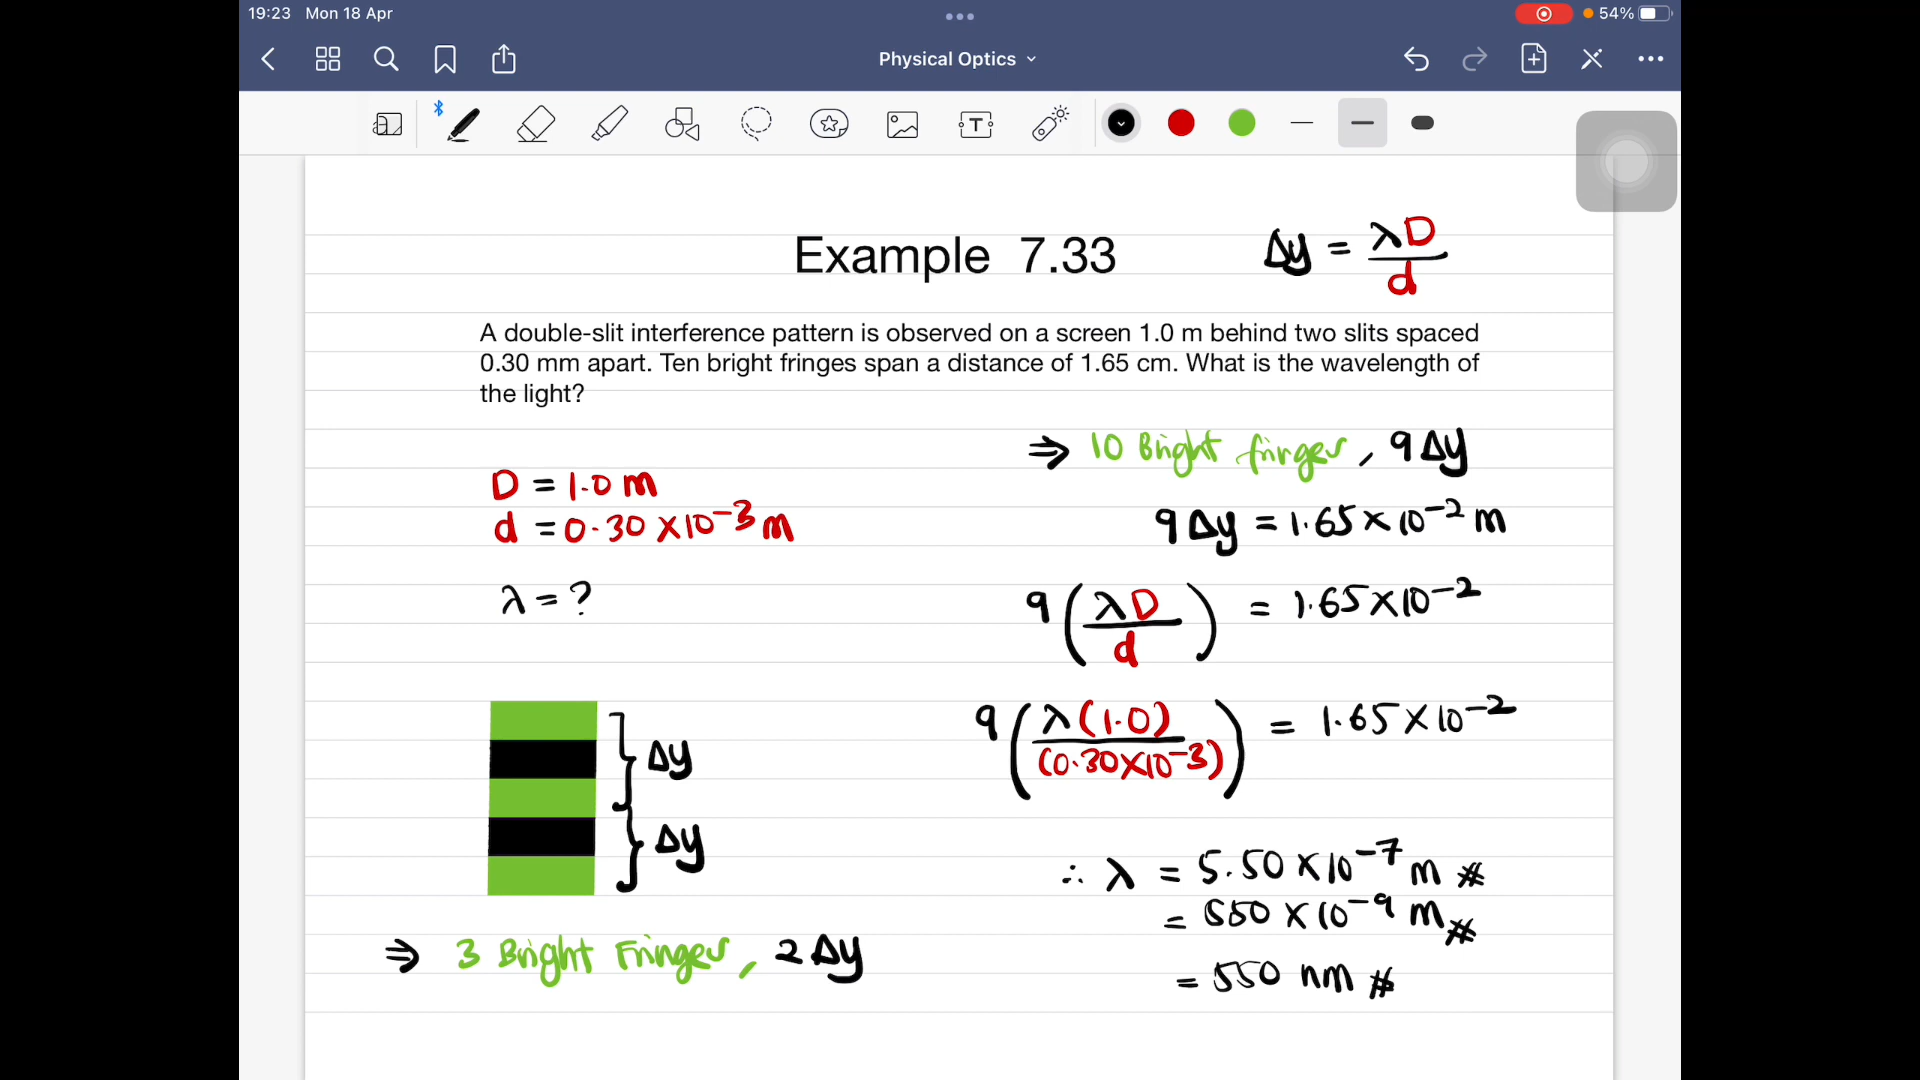 19:23 Mon 18 Apr
54%
Physical Optics
Example 7.33
Δy = λD/d
A double-slit interference pattern is observed on a screen 1.0 m behind two slits spaced
0.30 mm apart. Ten bright fringes span a distance of 1.65 cm. What is the wavelength of
the light?
D = 1.0 m
d = 0.30 × 10⁻³ m
λ = ?
Δy
Δy
⇒ 3 Bright Fringes, 2Δy
⇒ 10 Bright fringes, 9Δy
9Δy = 1.65 × 10⁻² m
9(λD/d) = 1.65 × 10⁻²
9(λ(1.0)/(0.30×10⁻³)) = 1.65 × 10⁻²
∴ λ = 5.50 × 10⁻⁷ m #
= 550 × 10⁻⁹ m #
= 550 nm #